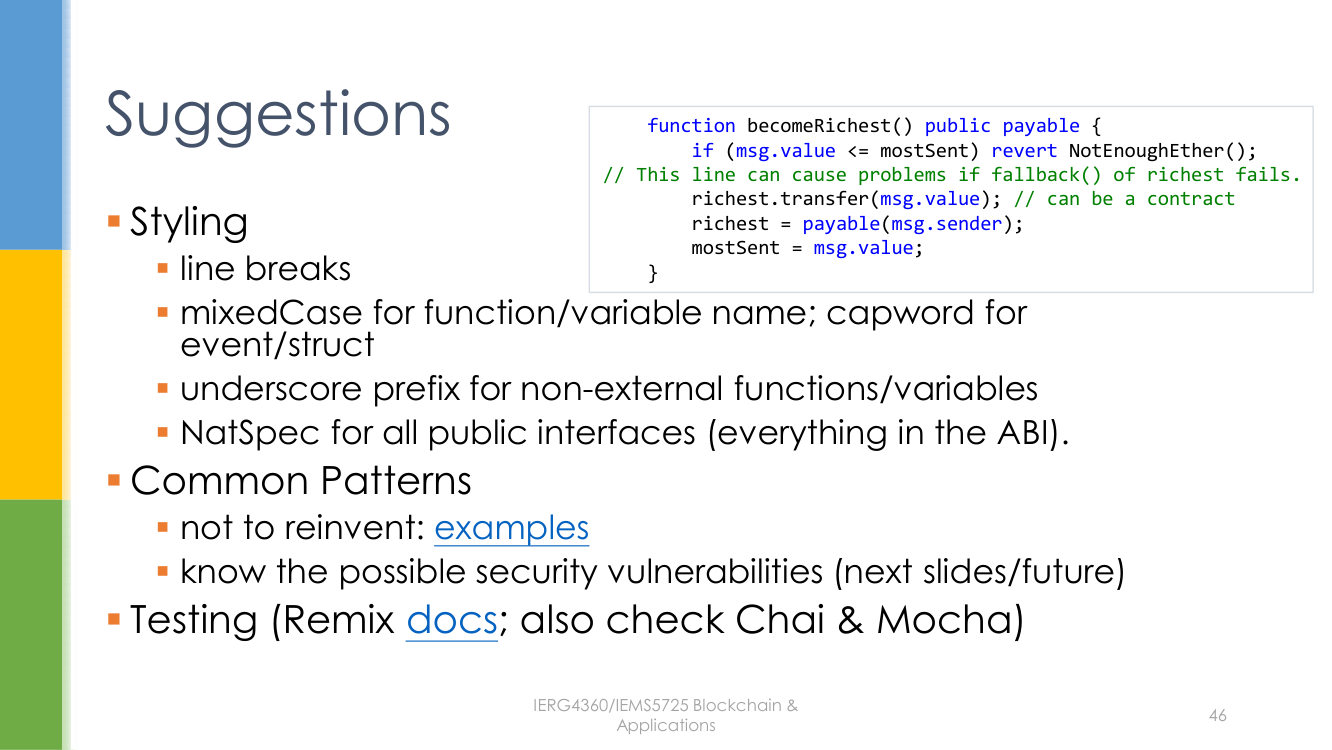 Suggestions
function becomeRichest() public payable {
if (msg.value <= mostSent) revert NotEnoughEther();
// This line can cause problems if fallback() of richest fails.
richest.transfer(msg.value); // can be a contract
richest = payable(msg.sender);
mostSent = msg.value;
}
Styling
line breaks
mixedCase for function/variable name; capword for
event/struct
underscore prefix for non-external functions/variables
NatSpec for all public interfaces (everything in the ABI).
Common Patterns
not to reinvent: examples
know the possible security vulnerabilities (next slides/future)
Testing (Remix docs; also check Chai & Mocha)
IERG4360/IEMS5725 Blockchain &
Applications
46